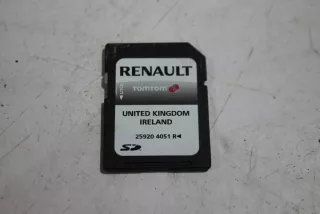 RENAULT
TOMTOM
UNITED KINGDOM
IRELAND
25920 4051 R
SD